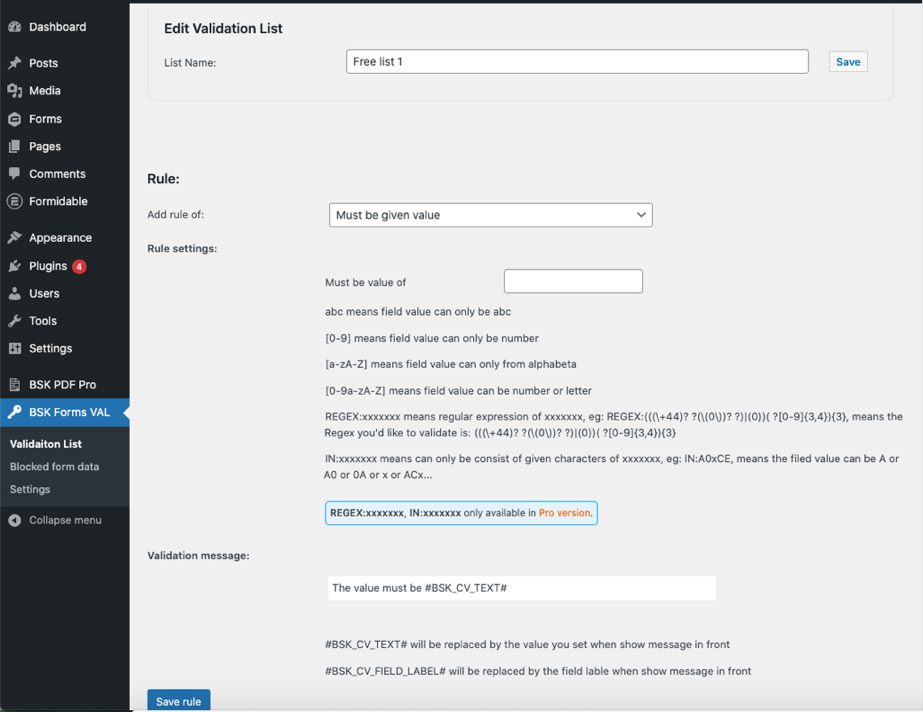 Dashboard
Posts
Media
Forms
Pages
Comments
Formidable
Appearance
Plugins 4
Users
Tools
Settings
BSK PDF Pro
BSK Forms VAL
Validaiton List
Blocked form data
Settings
Collapse menu
Edit Validation List
List Name:
Free list 1
Save
Rule:
Add rule of:
Must be given value
Rule settings:
Must be value of
abc means field value can only be abc
[0-9] means field value can only be number
[a-zA-Z] means field value can only from alphabeta
[0-9a-zA-Z] means field value can be number or letter
REGEX:xxxxxxx means regular expression of xxxxxxx, eg: REGEX:(((\+44)? ?(\(0\))? ?)|(0))( ?[0-9]{3,4}){3}, means the
Regex you'd like to validate is: (((\+44)? ?(\(0\))? ?)|(0))( ?[0-9]{3,4}){3}
IN:xxxxxxx means can only be consist of given characters of xxxxxxx, eg: IN:A0xCE, means the filed value can be A or
A0 or 0A or x or ACx...
REGEX:xxxxxxx, IN:xxxxxxx only available in Pro version.
Validation message:
The value must be #BSK_CV_TEXT#
#BSK_CV_TEXT# will be replaced by the value you set when show message in front
#BSK_CV_FIELD_LABEL# will be replaced by the field lable when show message in front
Save rule